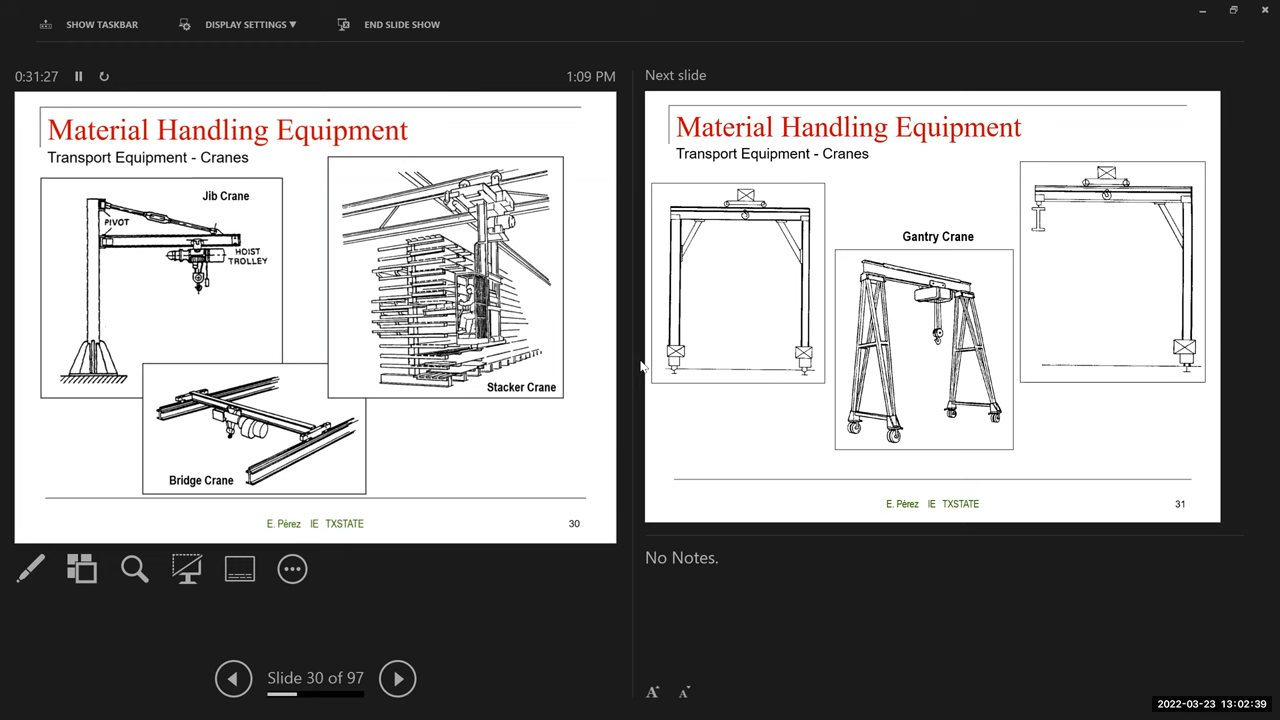 SHOW TASKBAR
DISPLAY SETTINGS ▼
END SLIDE SHOW
0:31:27
1:09 PM
Next slide
Material Handling Equipment
Transport Equipment - Cranes
Jib Crane
PIVOT
HOIST
TROLLEY
Stacker Crane
Bridge Crane
E. Pérez IE TXSTATE
30
Material Handling Equipment
Transport Equipment - Cranes
Gantry Crane
E. Pérez IE TXSTATE
31
No Notes.
Slide 30 of 97
A
A
2022-03-23 13:02:39